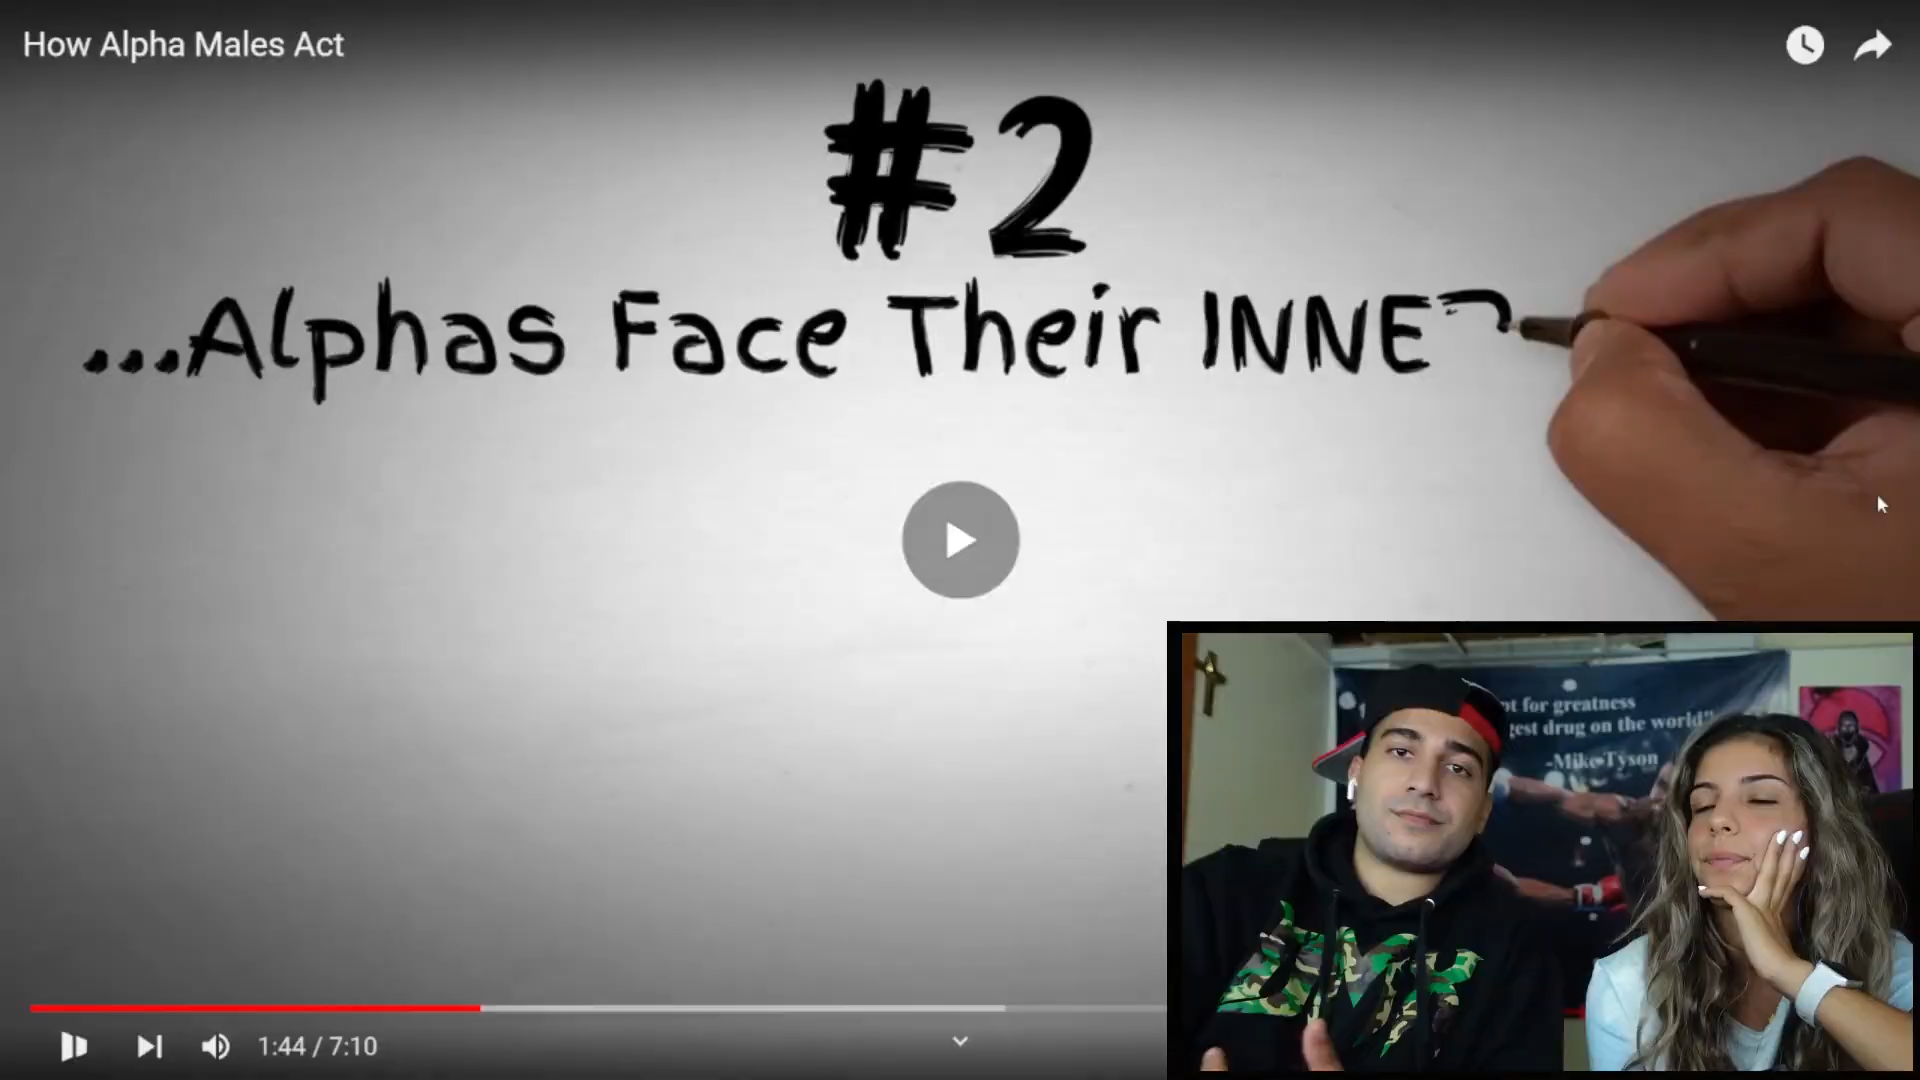 How Alpha Males Act
#2
...Alphas Face Their INNE
1:44 / 7:10
for greatness
drug on the world"
-Mike Tyson